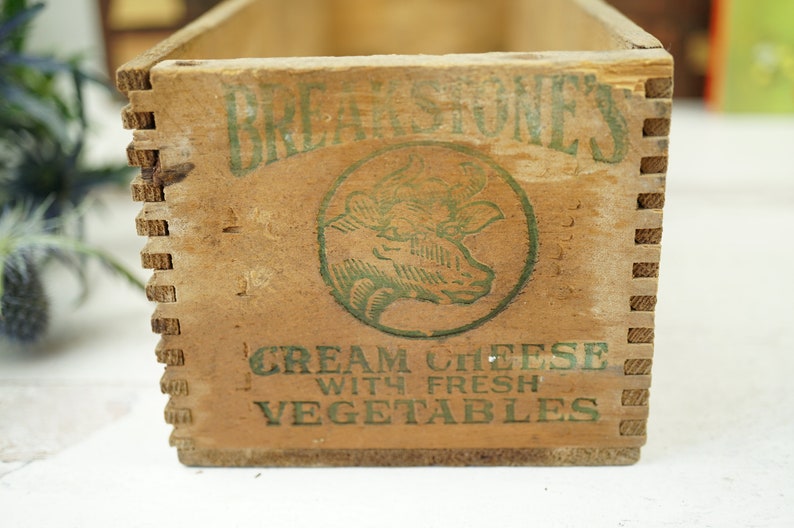 BREAKSTONE'S
CREAM CHEESE
WITH FRESH
VEGETABLES